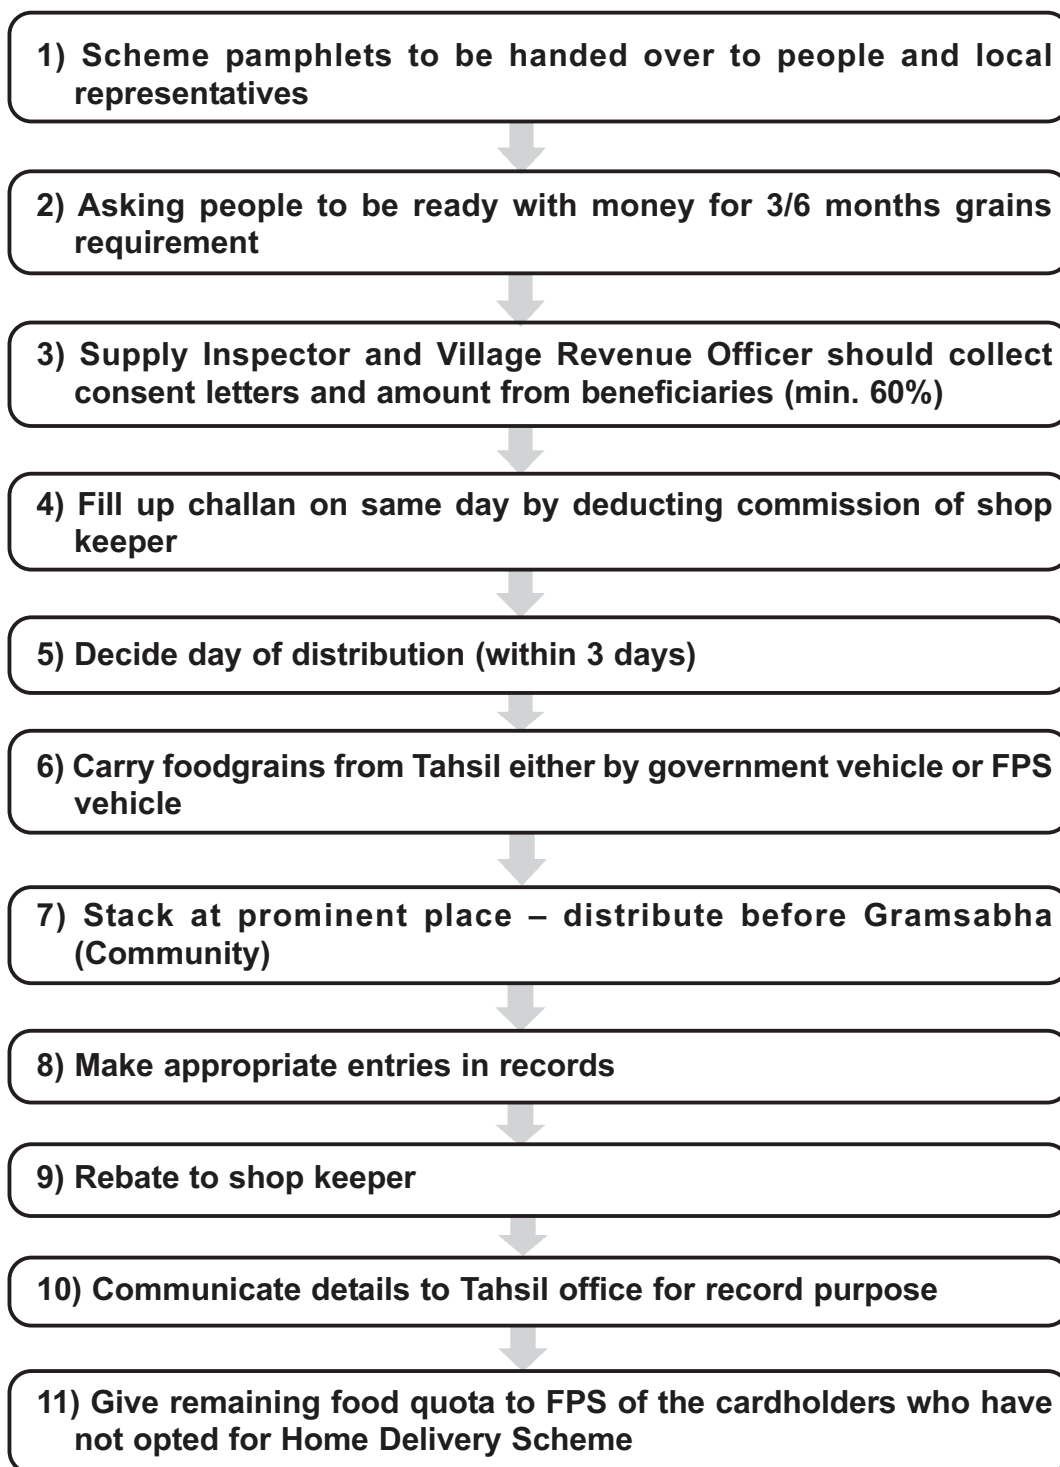 1) Scheme pamphlets to be handed over to people and local
representatives
2) Asking people to be ready with money for 3/6 months grains
requirement
3) Supply Inspector and Village Revenue Officer should collect
consent letters and amount from beneficiaries (min. 60%)
4) Fill up challan on same day by deducting commission of shop
keeper
5) Decide day of distribution (within 3 days)
6) Carry foodgrains from Tahsil either by government vehicle or FPS
vehicle
7) Stack at prominent place – distribute before Gramsabha
(Community)
8) Make appropriate entries in records
9) Rebate to shop keeper
10) Communicate details to Tahsil office for record purpose
11) Give remaining food quota to FPS of the cardholders who have
not opted for Home Delivery Scheme